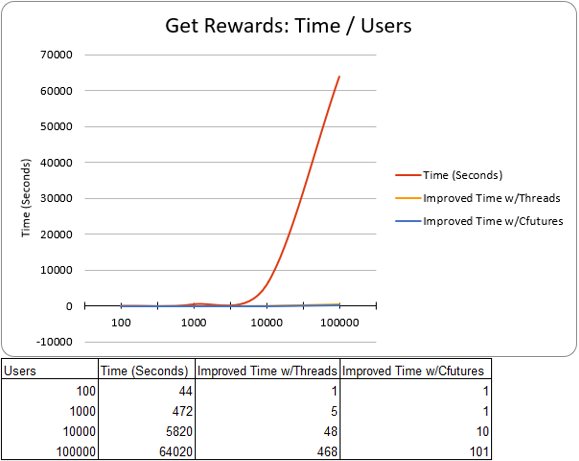 Get Rewards: Time / Users
70000
60000
50000
40000
30000
20000
10000
0
-10000
Time (Seconds)
100 1000 10000 100000
Time (Seconds)
Improved Time w/Threads
Improved Time w/Cfutures
Users Time (Seconds) Improved Time w/Threads Improved Time w/Cfutures
100 44 1 1
1000 472 5 1
10000 5820 48 10
100000 64020 468 101